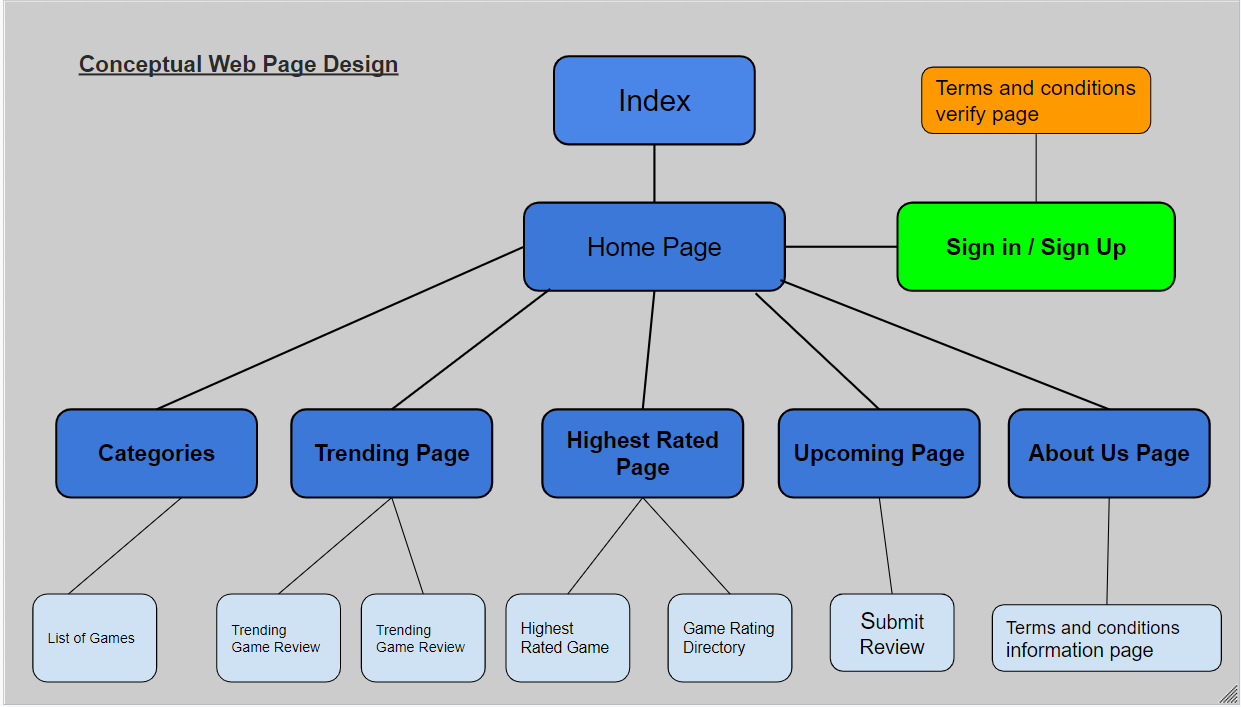 Conceptual Web Page Design
Index
Terms and conditions
verify page
Home Page
Sign in / Sign Up
Categories
Trending Page
Highest Rated
Page
Upcoming Page
About Us Page
List of Games
Trending
Game Review
Trending
Game Review
Highest
Rated Game
Game Rating
Directory
Submit
Review
Terms and conditions
information page